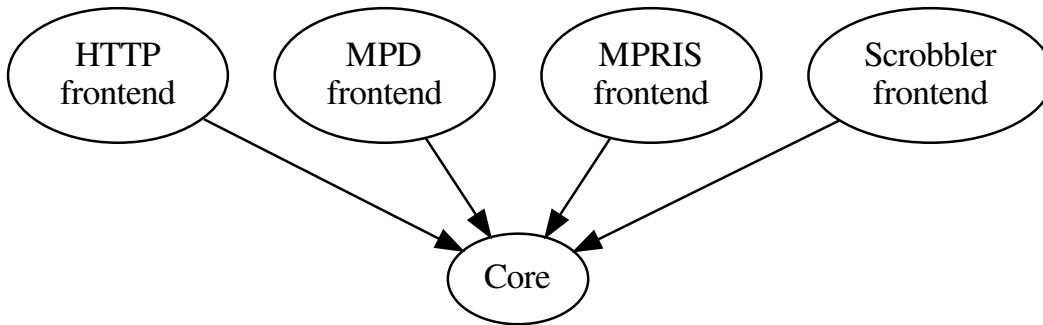 HTTP
frontend
MPD
frontend
MPRIS
frontend
Scrobbler
frontend
Core